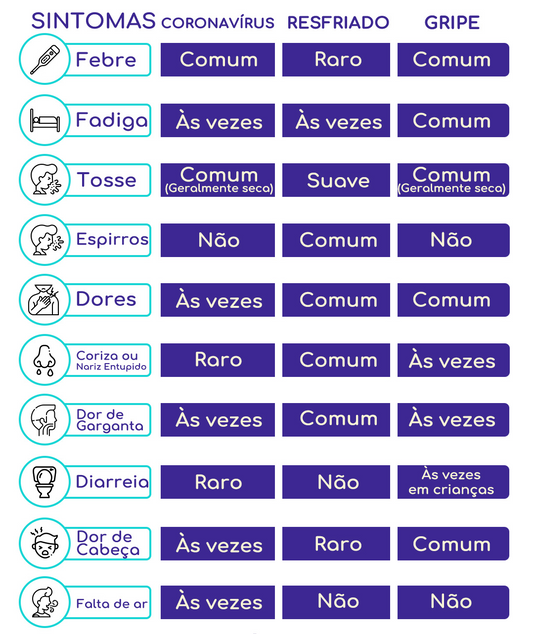 SINTOMAS CORONAVÍRUS RESFRIADO GRIPE
Febre Comum Raro Comum
Fadiga Às vezes Às vezes Comum
Tosse Comum Suave Comum
(Geralmente seca) (Geralmente seca)
Espirros Não Comum Não
Dores Às vezes Comum Comum
Coriza ou
Nariz Entupido Raro Comum Às vezes
Dor de
Garganta Às vezes Comum Às vezes
Diarreia Raro Não Às vezes
em crianças
Dor de
Cabeça Às vezes Raro Comum
Falta de ar Às vezes Não Não